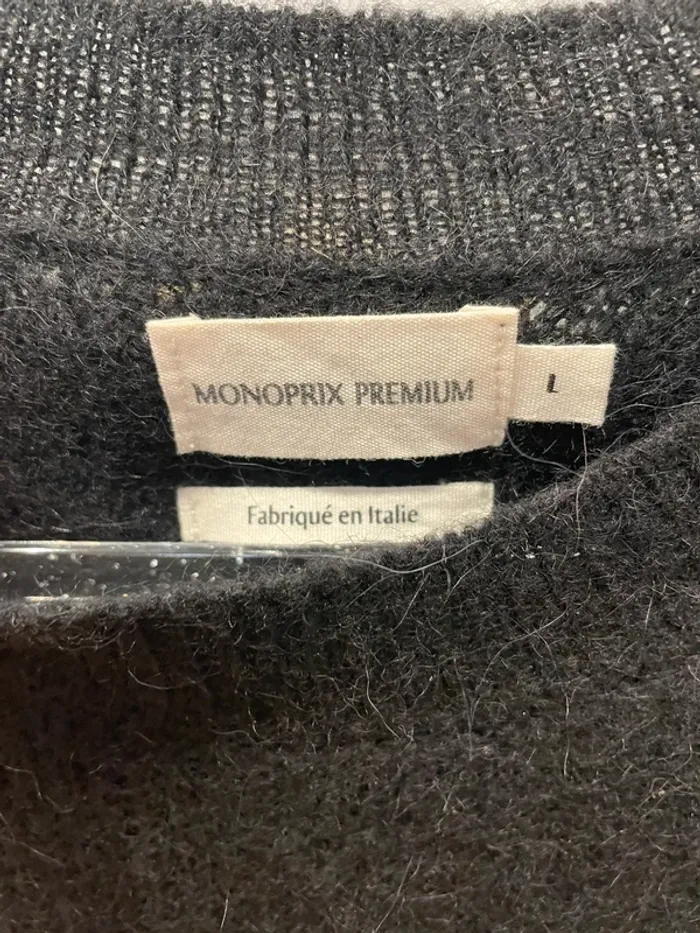 MONOPRIX PREMIUM
L
Fabriqué en Italie